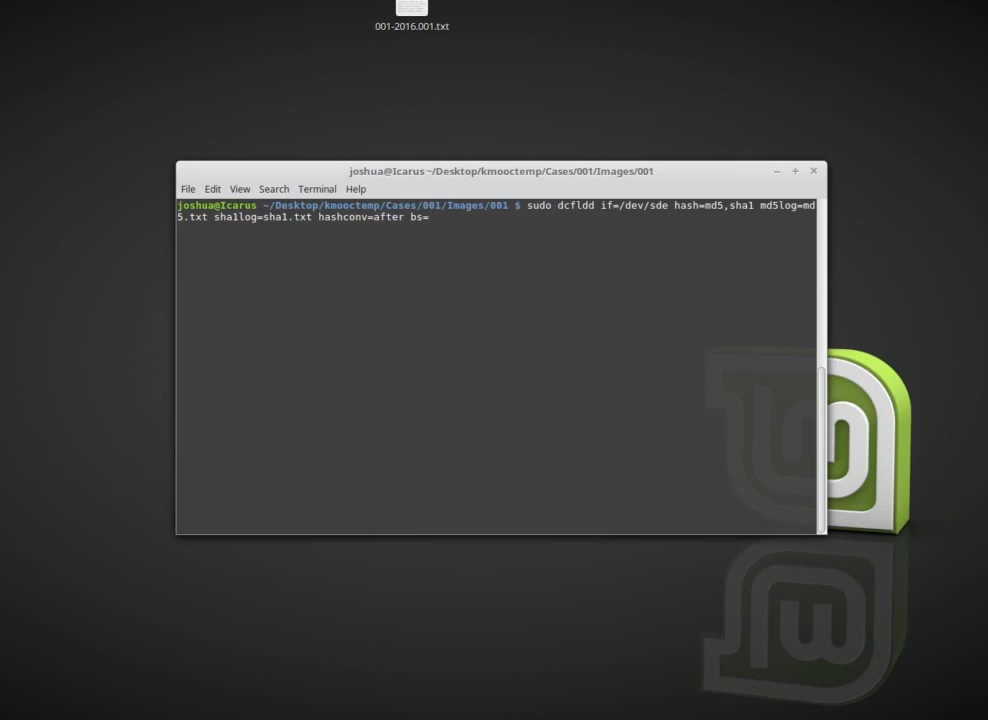 001-2016.001.txt
joshua@Icarus ~/Desktop/kmooctemp/Cases/001/Images/001
File Edit View Search Terminal Help
joshua@Icarus ~/Desktop/kmooctemp/Cases/001/Images/001 $ sudo dcfldd if=/dev/sde hash=md5,sha1 md5log=md
5.txt sha1log=sha1.txt hashconv=after bs=